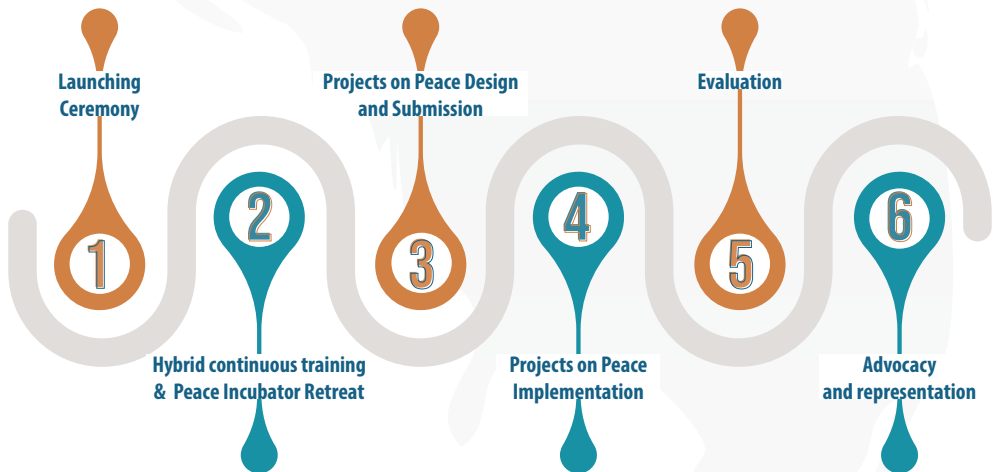 Launching
Ceremony
1
Hybrid continuous training
& Peace Incubator Retreat
2
Projects on Peace Design
and Submission
3
Projects on Peace
Implementation
4
Evaluation
5
Advocacy
and representation
6